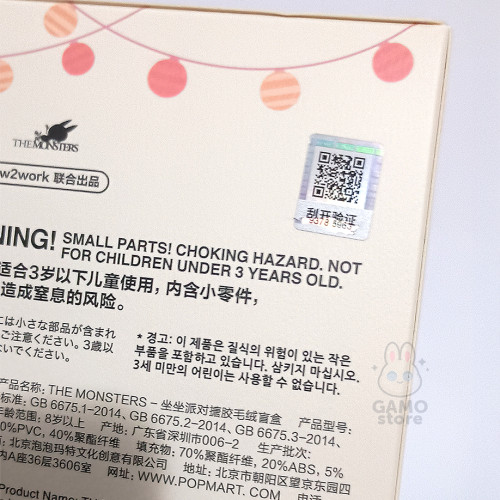 THE MONSTERS
w2work 联合出品
刮开验证
9378 3963
NING! SMALL PARTS! CHOKING HAZARD. NOT
FOR CHILDREN UNDER 3 YEARS OLD.
适合3岁以下儿童使用，内含小零件，
造成窒息的风险。
には小さな部品が含まれ
ご注意ください。3歳以
ないでください。
* 경고: 이 제품은 질식의 위험이 있는 작은
부품을 포함하고 있습니다. 삼키지 마십시오.
3세 미만의 어린이는 사용할 수 없습니다.
产品名称: THE MONSTERS – 坐坐派对搪胶毛绒盲盒 产品型号:
标准: GB 6675.1–2014, GB 6675.2–2014, GB 6675.3–2014,
年龄范围: 8岁以上 产地: 广东省深圳市006–2 生产批次:
0%PVC, 40%聚酯纤维 填充物: 70%聚酯纤维, 20%ABS, 5%
: 北京泡泡玛特文化创意有限公司 地址: 北京市朝阳区望京东园四
内A座36层3606室 网址: WWW.POPMART.COM 电话
Product Name: TH
GAMO
store